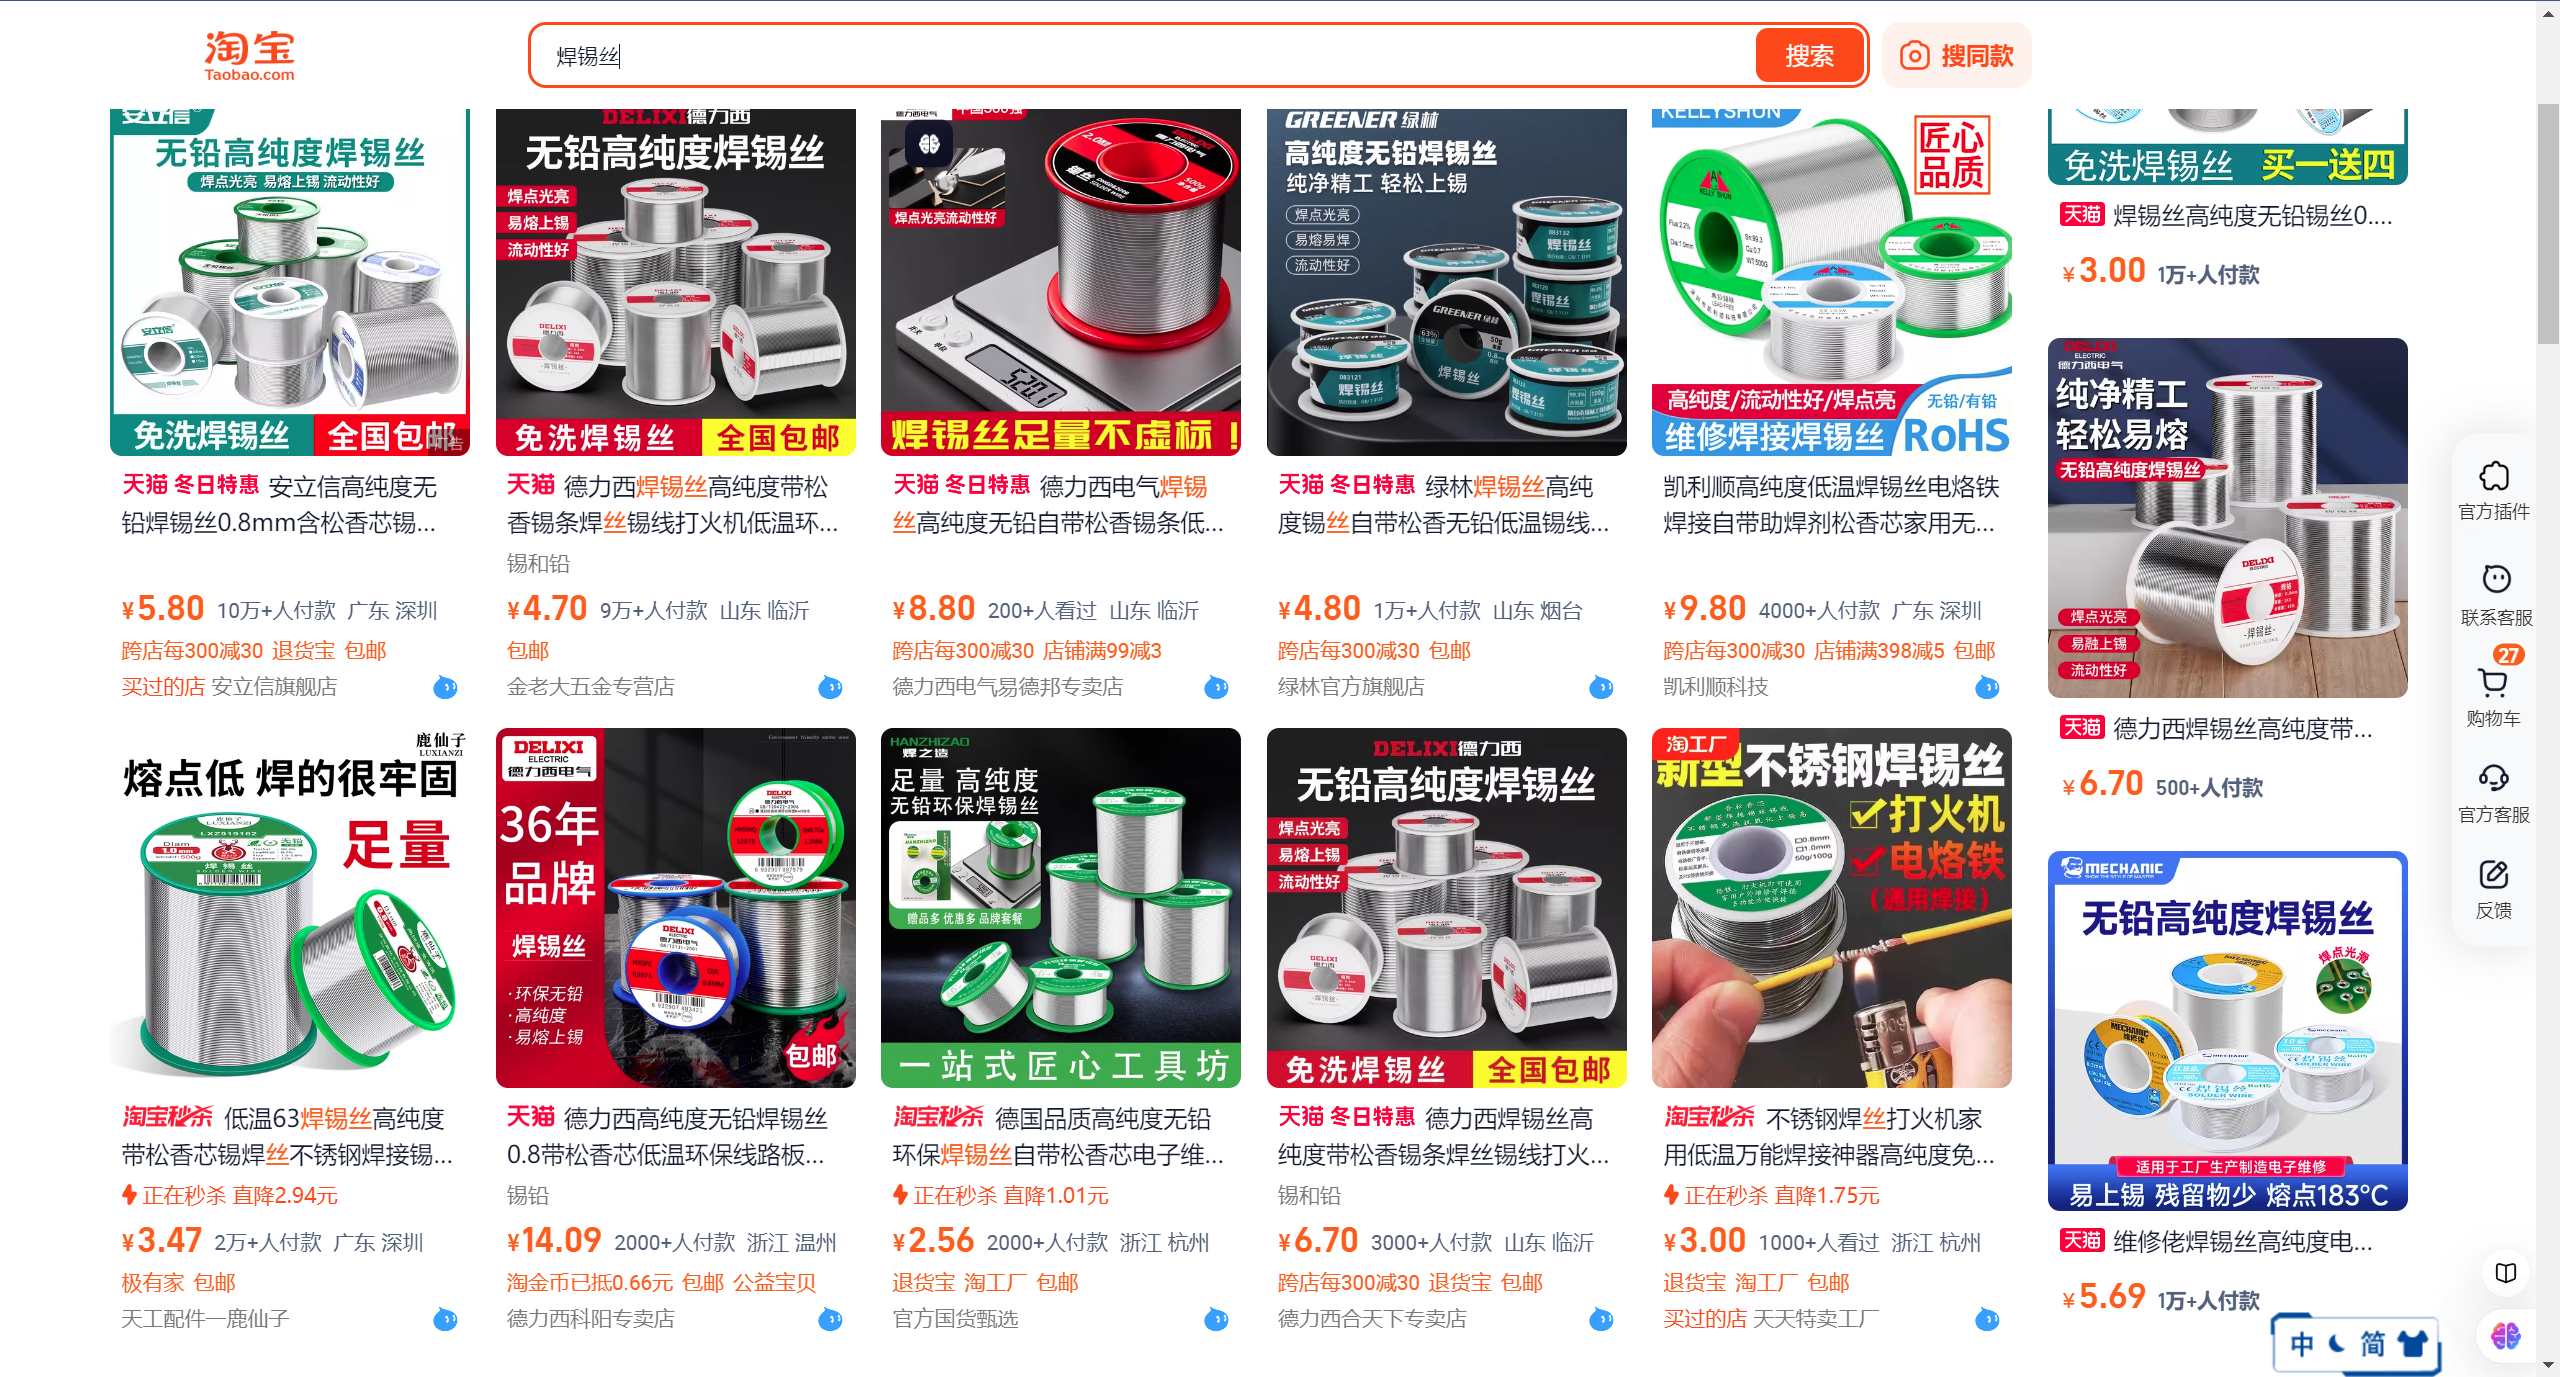 淘宝
Taobao.com
焊锡丝
搜索
搜同款
安立信
无铅高纯度焊锡丝
焊点光亮 易熔上锡 流动性好
免洗焊锡丝 全国包邮
天猫 冬日特惠 安立信高纯度无
铅焊锡丝0.8mm含松香芯锡...
¥5.80 10万+人付款 广东 深圳
跨店每300减30 退货宝 包邮
买过的店 安立信旗舰店
DELIXI德力西
无铅高纯度焊锡丝
焊点光亮
易熔上锡
流动性好
免洗焊锡丝 全国包邮
天猫 德力西焊锡丝高纯度带松
香锡条焊丝锡线打火机低温环...
锡和铅
¥4.70 9万+人付款 山东 临沂
包邮
金老大五金专营店
德力西电气
焊点光亮流动性好
焊锡丝足量不虚标！
天猫 冬日特惠 德力西电气焊锡
丝高纯度无铅自带松香锡条低...
¥8.80 200+人看过 山东 临沂
跨店每300减30 店铺满99减3
德力西电气易德邦专卖店
GREENER 绿林
高纯度无铅焊锡丝
纯净精工 轻松上锡
焊点光亮
易熔易焊
流动性好
天猫 冬日特惠 绿林焊锡丝高纯
度锡丝自带松香无铅低温锡线...
¥4.80 1万+人付款 山东 烟台
跨店每300减30 包邮
绿林官方旗舰店
KELLYSHUN
匠心
品质
高纯度/流动性好/焊点亮
无铅/有铅
维修焊接焊锡丝 RoHS
凯利顺高纯度低温焊锡丝电烙铁
焊接自带助焊剂松香芯家用无...
¥9.80 4000+人付款 广东 深圳
跨店每300减30 店铺满398减5 包邮
凯利顺科技
免洗焊锡丝 买一送四
天猫 焊锡丝高纯度无铅锡丝0....
¥3.00 1万+人付款
DELIXI
ELECTRIC
德力西电气
纯净精工
轻松易熔
无铅高纯度焊锡丝
焊点光亮
易融上锡
流动性好
天猫 德力西焊锡丝高纯度带...
¥6.70 500+人付款
MECHANIC
无铅高纯度焊锡丝
焊点光滑
适用于工厂生产制造电子维修
易上锡 残留物少 熔点183°C
天猫 维修佬焊锡丝高纯度电...
¥5.69 1万+人付款
鹿仙子
LUXIANZI
熔点低 焊的很牢固
足量
淘宝秒杀 低温63焊锡丝高纯度
带松香芯锡焊丝不锈钢焊接锡...
正在秒杀 直降2.94元
¥3.47 2万+人付款 广东 深圳
极有家 包邮
天工配件—鹿仙子
DELIXI
ELECTRIC
德力西电气
36年
品牌
焊锡丝
·环保无铅
·高纯度
·易熔上锡
包邮
天猫 德力西高纯度无铅焊锡丝
0.8带松香芯低温环保线路板...
锡铅
¥14.09 2000+人付款 浙江 温州
淘金币已抵0.66元 包邮 公益宝贝
德力西科阳专卖店
HANZHIZAO
焊之造
足量 高纯度
无铅环保焊锡丝
赠品多 优惠多 品牌套餐
一站式匠心工具坊
淘宝秒杀 德国品质高纯度无铅
环保焊锡丝自带松香芯电子维...
正在秒杀 直降1.01元
¥2.56 2000+人付款 浙江 杭州
退货宝 淘工厂 包邮
官方国货甄选
DELIXI德力西
无铅高纯度焊锡丝
焊点光亮
易熔上锡
流动性好
免洗焊锡丝 全国包邮
天猫 冬日特惠 德力西焊锡丝高
纯度带松香锡条焊丝锡线打火...
锡和铅
¥6.70 3000+人付款 山东 临沂
跨店每300减30 退货宝 包邮
德力西合天下专卖店
淘工厂
新型不锈钢焊锡丝
打火机
电烙铁
（通用焊接）
淘宝秒杀 不锈钢焊丝打火机家
用低温万能焊接神器高纯度免...
正在秒杀 直降1.75元
¥3.00 1000+人看过 浙江 杭州
退货宝 淘工厂 包邮
买过的店 天天特卖工厂
官方插件
联系客服
27
购物车
官方客服
反馈
中 简